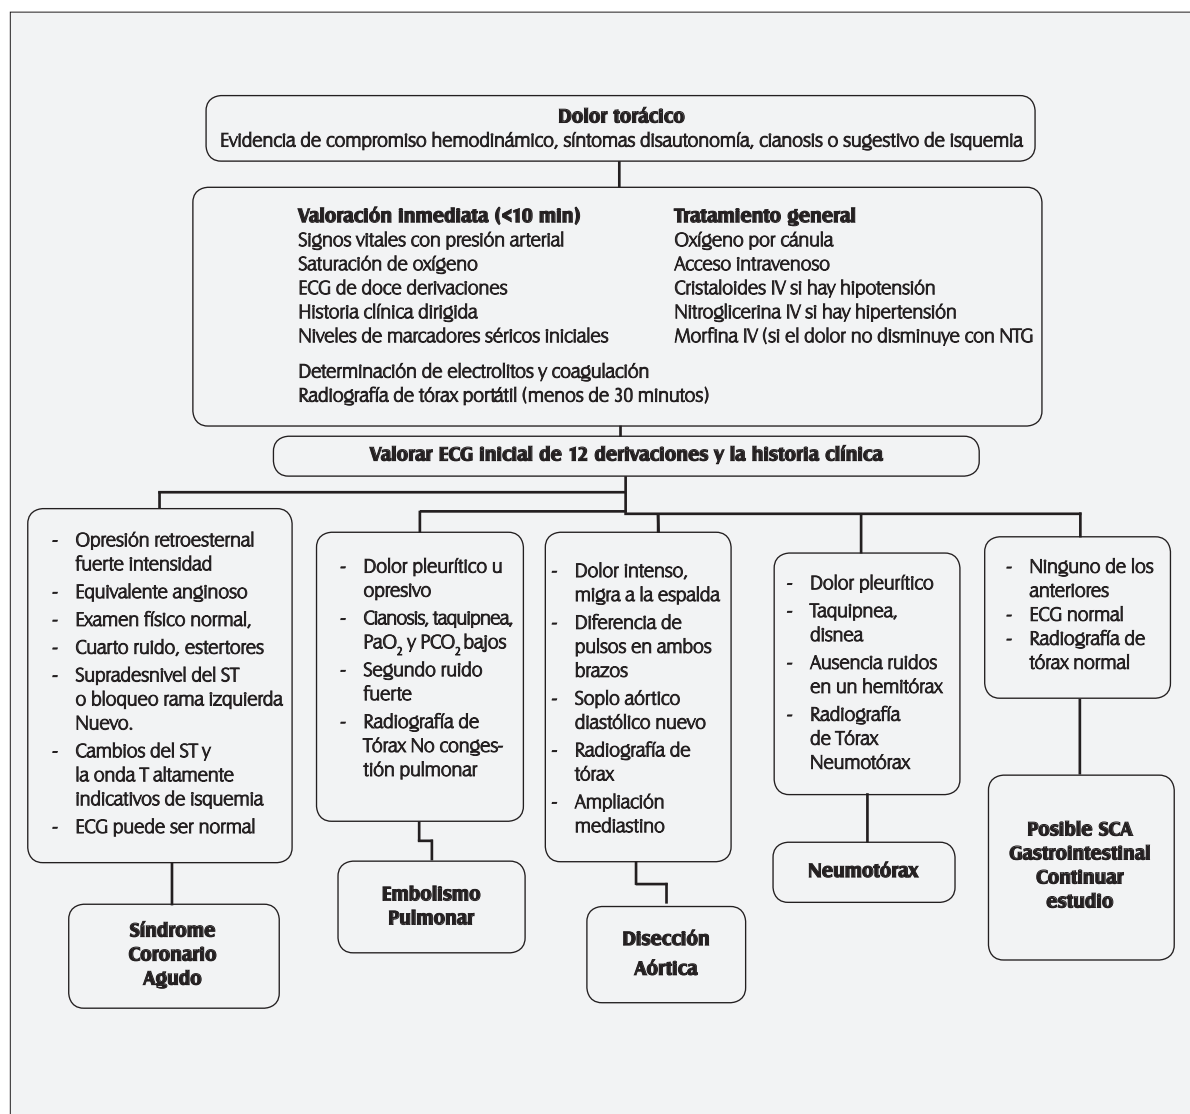 Dolor torácico
Evidencia de compromiso hemodinámico, síntomas disautonomía, cianosis o sugestivo de isquemia
Valoración inmediata (<10 min)
Signos vitales con presión arterial
Saturación de oxígeno
ECG de doce derivaciones
Historia clínica dirigida
Niveles de marcadores séricos iniciales
Determinación de electrolitos y coagulación
Radiografía de tórax portátil (menos de 30 minutos)
Tratamiento general
Oxígeno por cánula
Acceso intravenoso
Cristaloides IV si hay hipotensión
Nitroglicerina IV si hay hipertensión
Morfina IV (si el dolor no disminuye con NTG
Valorar ECG inicial de 12 derivaciones y la historia clínica
- Opresión retroesternal
fuerte intensidad
- Equivalente anginoso
- Examen físico normal,
- Cuarto ruido, estertores
- Supradesnivel del ST
o bloqueo rama izquierda
Nuevo.
- Cambios del ST y
la onda T altamente
indicativos de isquemia
- ECG puede ser normal
Síndrome
Coronario
Agudo
- Dolor pleurítico u
opresivo
- Cianosis, taquipnea,
PaO₂ y PCO₂ bajos
- Segundo ruido
fuerte
- Radiografía de
Tórax No conges-
tión pulmonar
Embolismo
Pulmonar
- Dolor intenso,
migra a la espalda
- Diferencia de
pulsos en ambos
brazos
- Soplo aórtico
diastólico nuevo
- Radiografía de
tórax
- Ampliación
mediastino
Disección
Aórtica
- Dolor pleurítico
- Taquipnea,
disnea
- Ausencia ruidos
en un hemitórax
- Radiografía
de Tórax
Neumotórax
Neumotórax
- Ninguno de los
anteriores
- ECG normal
- Radiografía de
tórax normal
Posible SCA
Gastrointestinal
Continuar
estudio